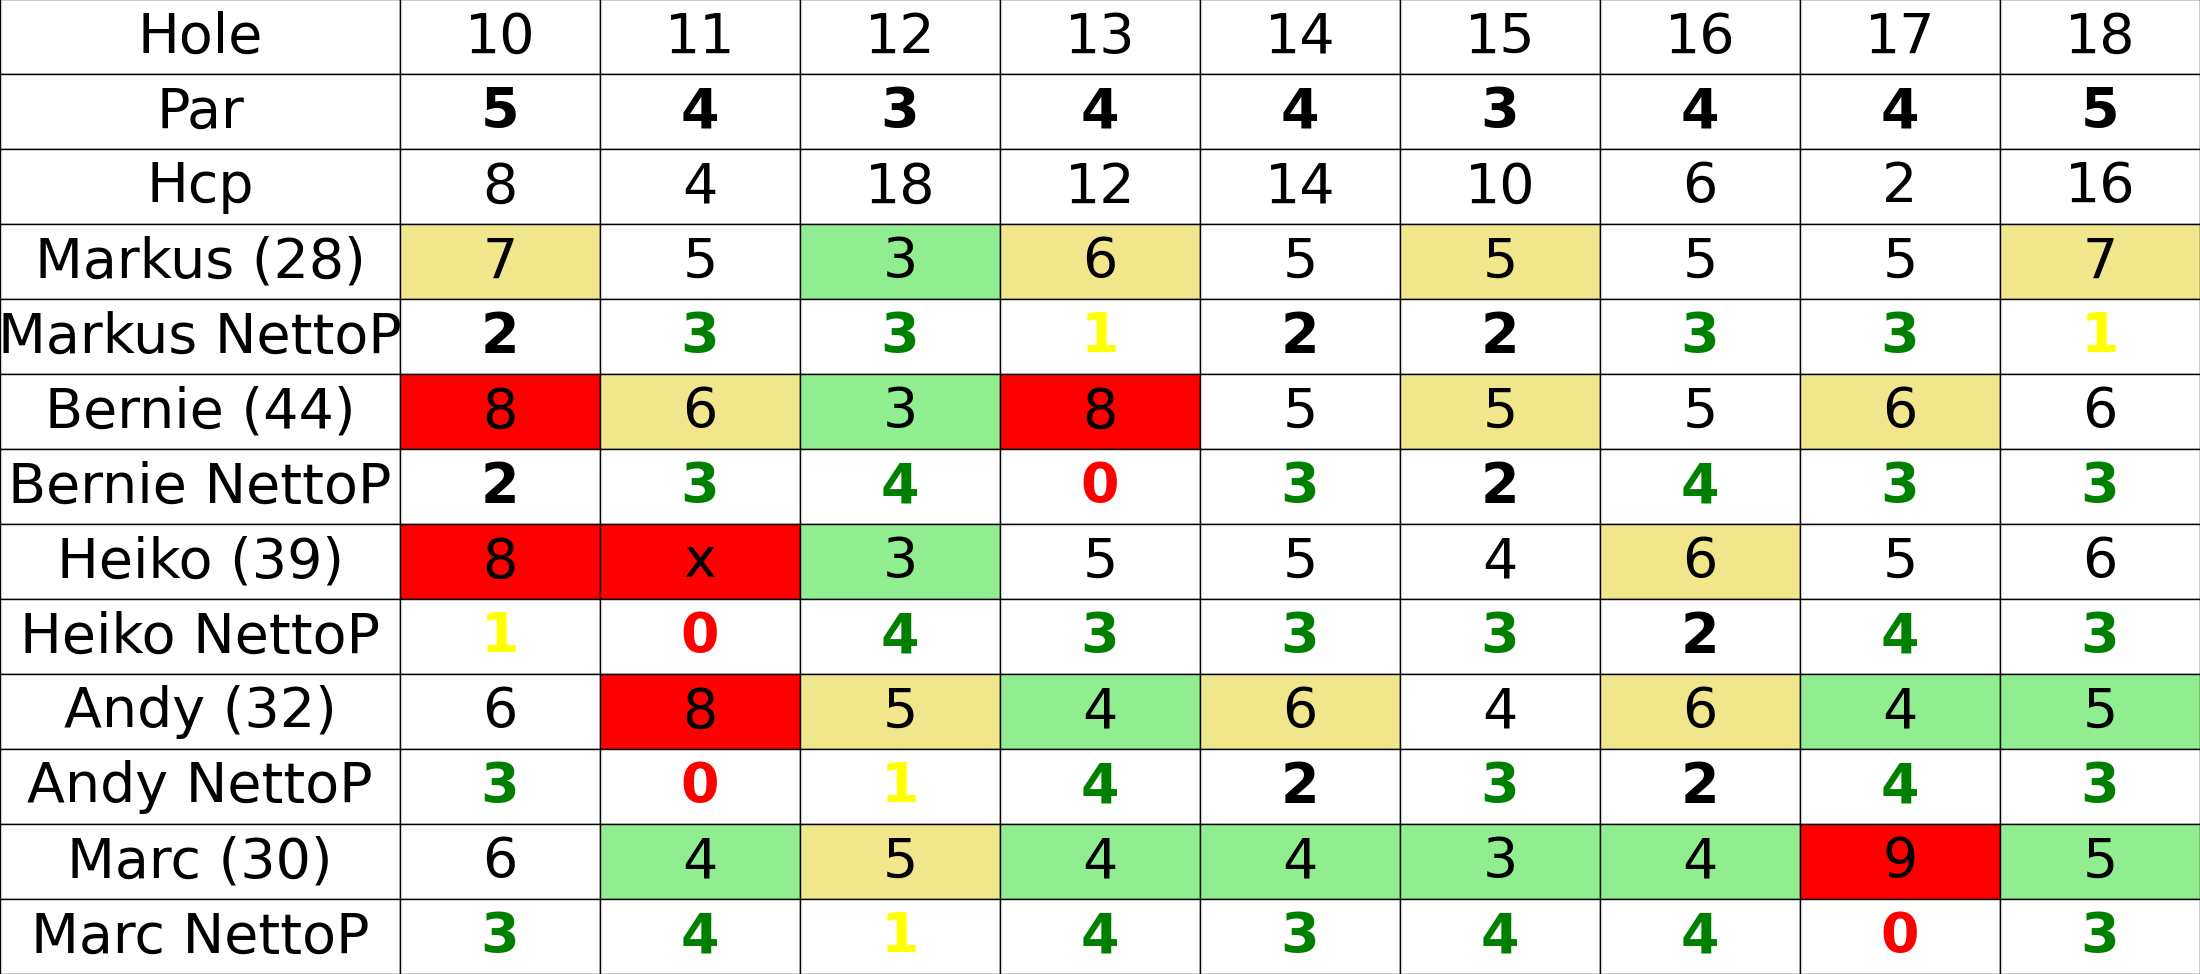 Hole 10 11 12 13 14 15 16 17 18
Par 5 4 3 4 4 3 4 4 5
Hcp 8 4 18 12 14 10 6 2 16
Markus (28) 7 5 3 6 5 5 5 5 7
Markus NettoP 2 3 3 1 2 2 3 3 1
Bernie (44) 8 6 3 8 5 5 5 6 6
Bernie NettoP 2 3 4 0 3 2 4 3 3
Heiko (39) 8 x 3 5 5 4 6 5 6
Heiko NettoP 1 0 4 3 3 3 2 4 3
Andy (32) 6 8 5 4 6 4 6 4 5
Andy NettoP 3 0 1 4 2 3 2 4 3
Marc (30) 6 4 5 4 4 3 4 9 5
Marc NettoP 3 4 1 4 3 4 4 0 3